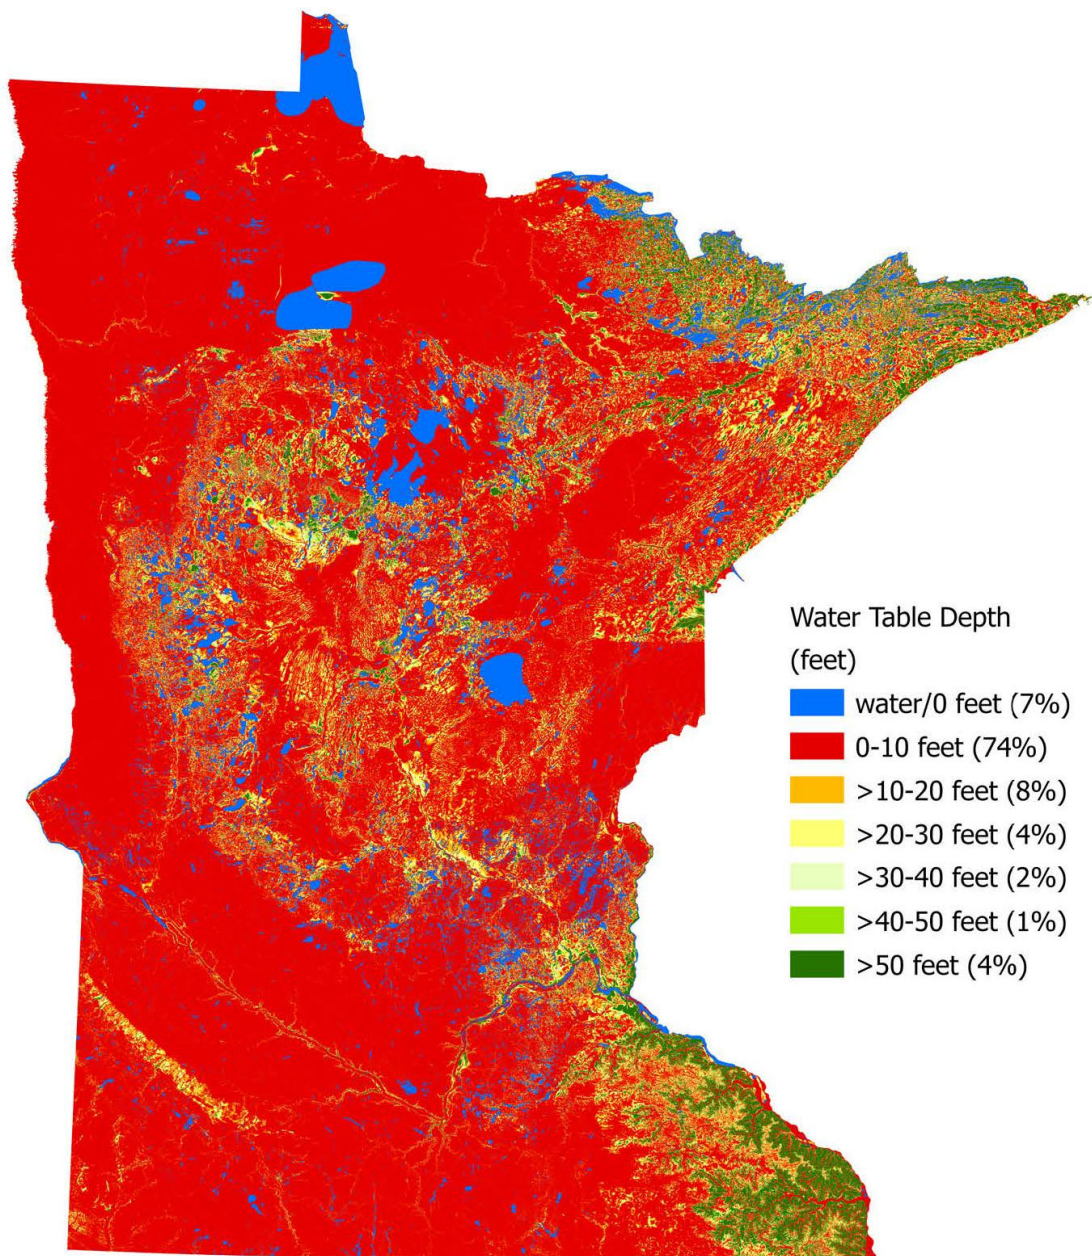 Water Table Depth
(feet)
water/0 feet (7%)
0-10 feet (74%)
>10-20 feet (8%)
>20-30 feet (4%)
>30-40 feet (2%)
>40-50 feet (1%)
>50 feet (4%)